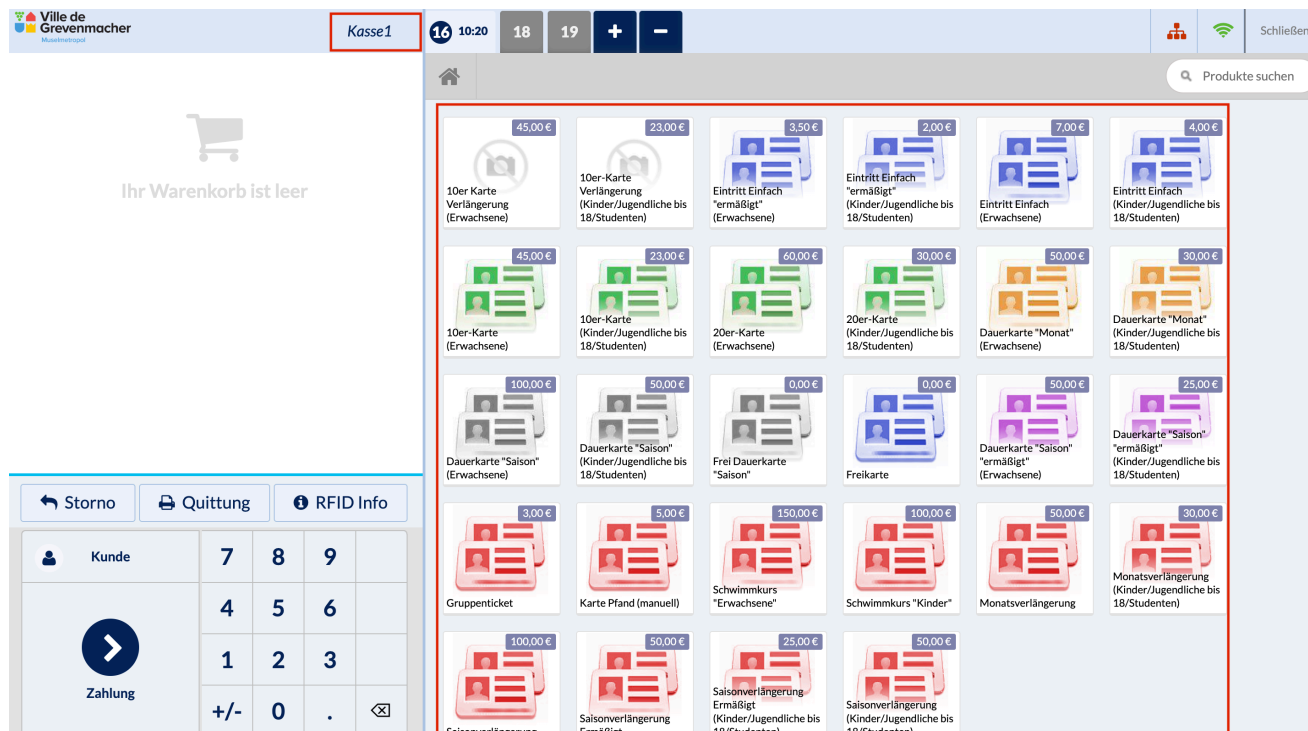 Ville de
Grevenmacher
Muselmetropol
Kasse1
16 10:20
18
19
+
−
Schließen
Produkte suchen
Ihr Warenkorb ist leer
45,00 €
10er Karte
Verlängerung
(Erwachsene)
23,00 €
10er-Karte
Verlängerung
(Kinder/Jugendliche bis
18/Studenten)
3,50 €
Eintritt Einfach
"ermäßigt"
(Erwachsene)
2,00 €
Eintritt Einfach
"ermäßigt"
(Kinder/Jugendliche bis
18/Studenten)
7,00 €
Eintritt Einfach
(Erwachsene)
4,00 €
Eintritt Einfach
(Kinder/Jugendliche bis
18/Studenten)
45,00 €
10er-Karte
(Erwachsene)
23,00 €
10er-Karte
(Kinder/Jugendliche bis
18/Studenten)
60,00 €
20er-Karte
(Erwachsene)
30,00 €
20er-Karte
(Kinder/Jugendliche bis
18/Studenten)
50,00 €
Dauerkarte "Monat"
(Erwachsene)
30,00 €
Dauerkarte "Monat"
(Kinder/Jugendliche bis
18/Studenten)
100,00 €
Dauerkarte "Saison"
(Erwachsene)
50,00 €
Dauerkarte "Saison"
(Kinder/Jugendliche bis
18/Studenten)
0,00 €
Frei Dauerkarte
"Saison"
0,00 €
Freikarte
50,00 €
Dauerkarte "Saison"
"ermäßigt"
(Erwachsene)
25,00 €
Dauerkarte "Saison"
"ermäßigt"
(Kinder/Jugendliche bis
18/Studenten)
3,00 €
Gruppenticket
5,00 €
Karte Pfand (manuell)
150,00 €
Schwimmkurs
"Erwachsene"
100,00 €
Schwimmkurs "Kinder"
50,00 €
Monatsverlängerung
30,00 €
Monatsverlängerung
(Kinder/Jugendliche bis
18/Studenten)
100,00 €
Saisonverlängerung
50,00 €
Saisonverlängerung
Ermäßigt
25,00 €
Saisonverlängerung
Ermäßigt
(Kinder/Jugendliche bis
18/Studenten)
50,00 €
Saisonverlängerung
(Kinder/Jugendliche bis
18/Studenten)
Storno
Quittung
RFID Info
Kunde
7 8 9
4 5 6
1 2 3
Zahlung
+/- 0 .